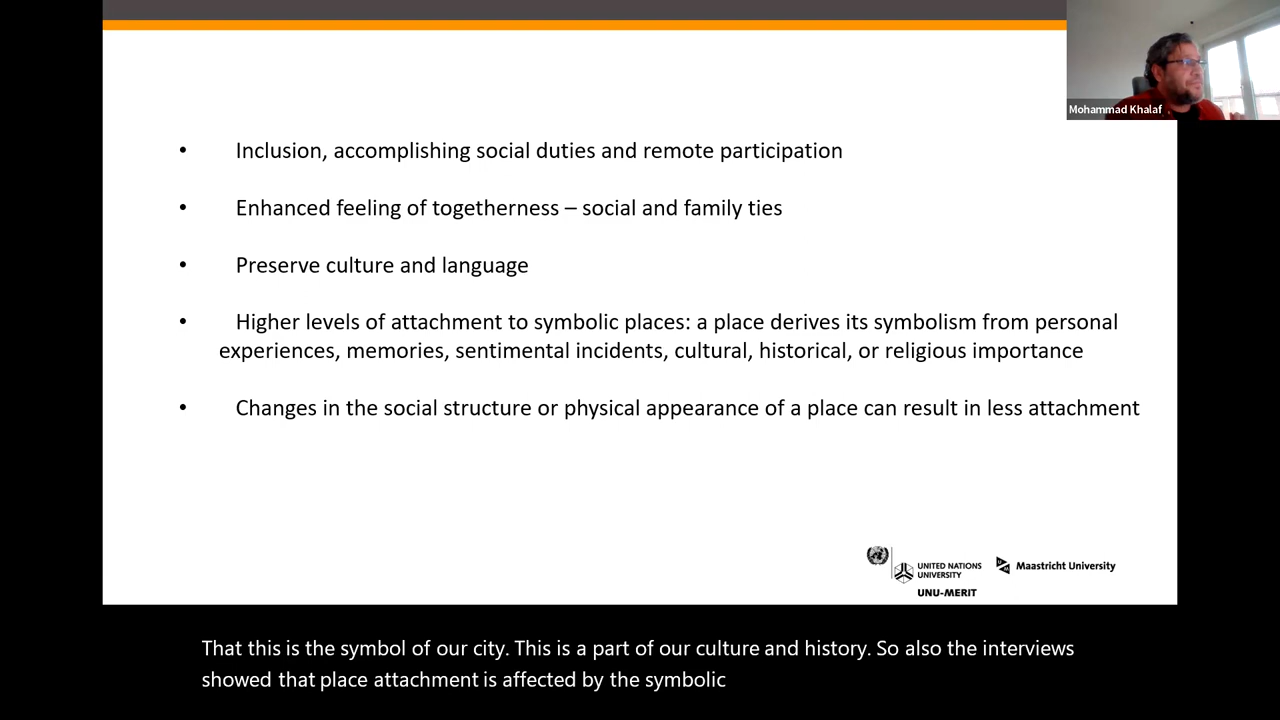 Mohammad Khalaf
• Inclusion, accomplishing social duties and remote participation
• Enhanced feeling of togetherness – social and family ties
• Preserve culture and language
• Higher levels of attachment to symbolic places: a place derives its symbolism from personal
experiences, memories, sentimental incidents, cultural, historical, or religious importance
• Changes in the social structure or physical appearance of a place can result in less attachment
UNITED NATIONS
UNIVERSITY
UNU-MERIT
Maastricht University
That this is the symbol of our city. This is a part of our culture and history. So also the interviews
showed that place attachment is affected by the symbolic